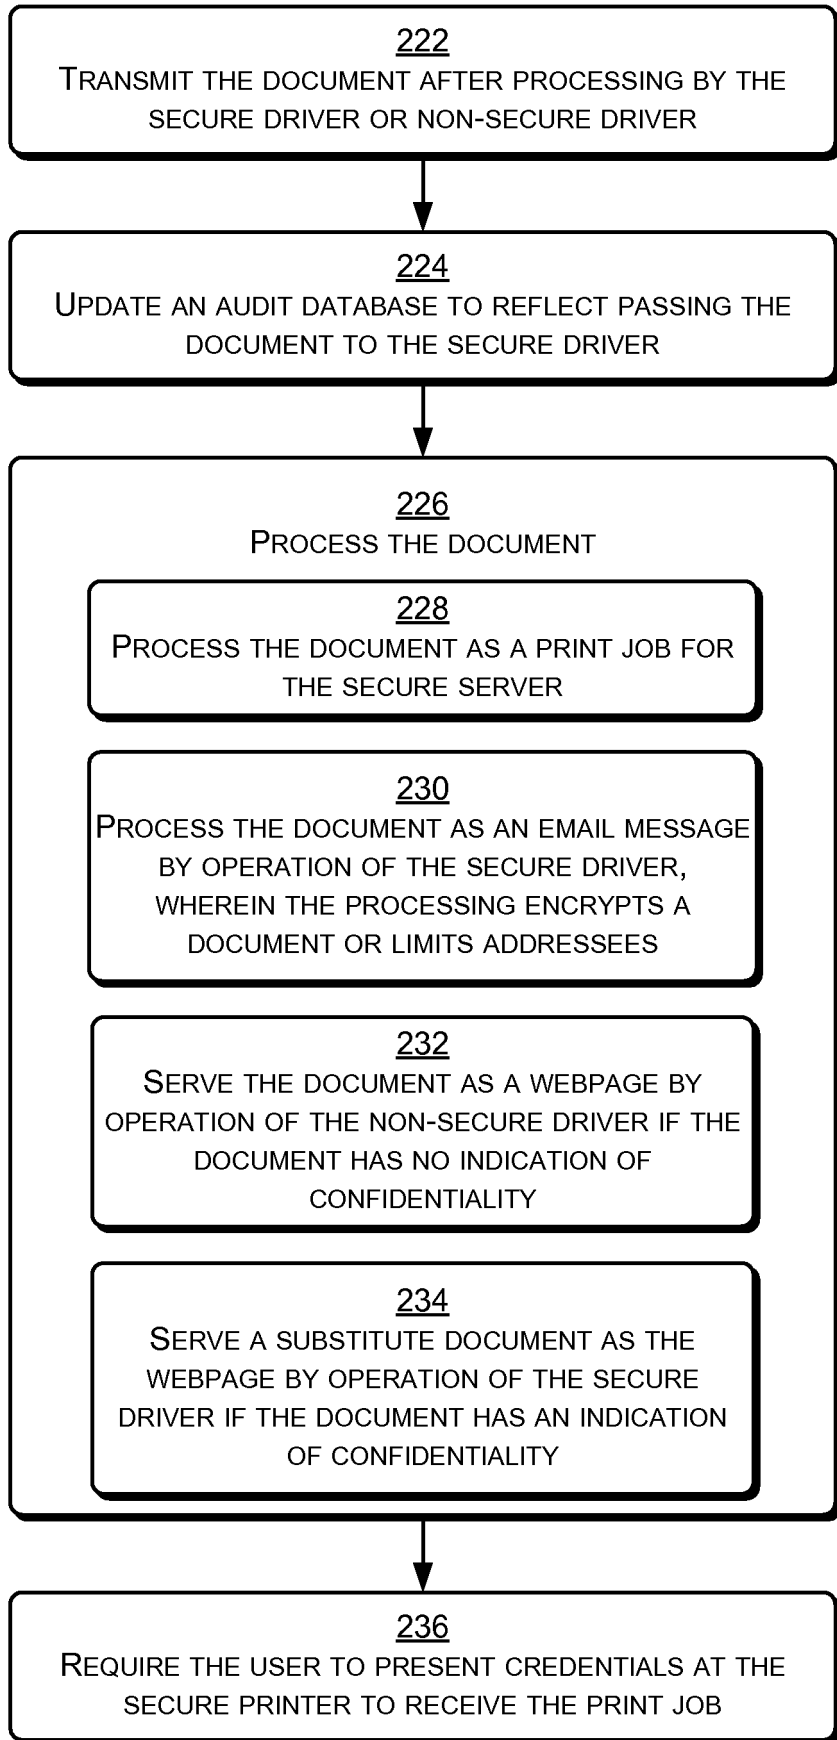 222
TRANSMIT THE DOCUMENT AFTER PROCESSING BY THE
SECURE DRIVER OR NON-SECURE DRIVER
224
UPDATE AN AUDIT DATABASE TO REFLECT PASSING THE
DOCUMENT TO THE SECURE DRIVER
226
PROCESS THE DOCUMENT
228
PROCESS THE DOCUMENT AS A PRINT JOB FOR
THE SECURE SERVER
230
PROCESS THE DOCUMENT AS AN EMAIL MESSAGE
BY OPERATION OF THE SECURE DRIVER,
WHEREIN THE PROCESSING ENCRYPTS A
DOCUMENT OR LIMITS ADDRESSEES
232
SERVE THE DOCUMENT AS A WEBPAGE BY
OPERATION OF THE NON-SECURE DRIVER IF THE
DOCUMENT HAS NO INDICATION OF
CONFIDENTIALITY
234
SERVE A SUBSTITUTE DOCUMENT AS THE
WEBPAGE BY OPERATION OF THE SECURE
DRIVER IF THE DOCUMENT HAS AN INDICATION
OF CONFIDENTIALITY
236
REQUIRE THE USER TO PRESENT CREDENTIALS AT THE
SECURE PRINTER TO RECEIVE THE PRINT JOB